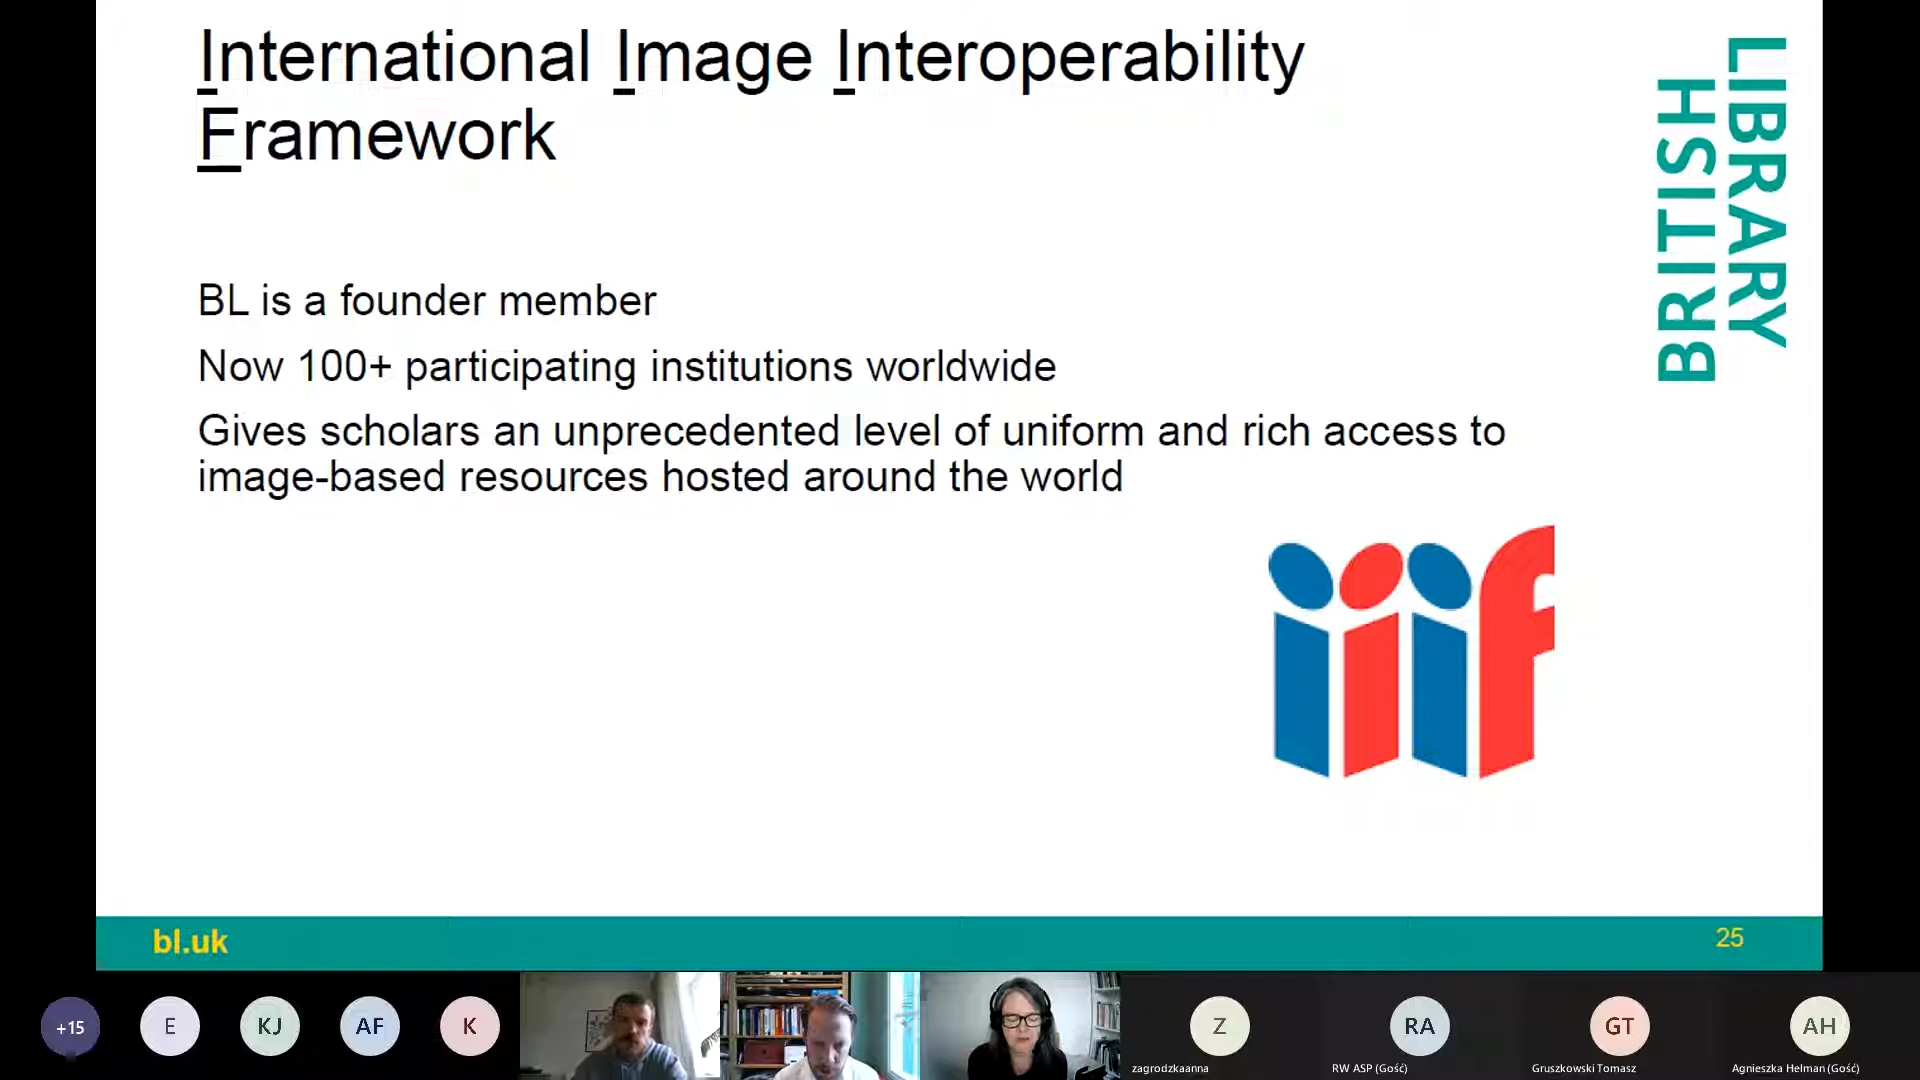 International Image Interoperability
Framework
BRITISH
LIBRARY
BL is a founder member
Now 100+ participating institutions worldwide
Gives scholars an unprecedented level of uniform and rich access to
image-based resources hosted around the world
iiif
bl.uk
25
+15
E
KJ
AF
K
Z
RA
GT
AH
zagrodzkaanna
RW ASP (Gość)
Gruszkowski Tomasz
Agnieszka Helman (Gość)